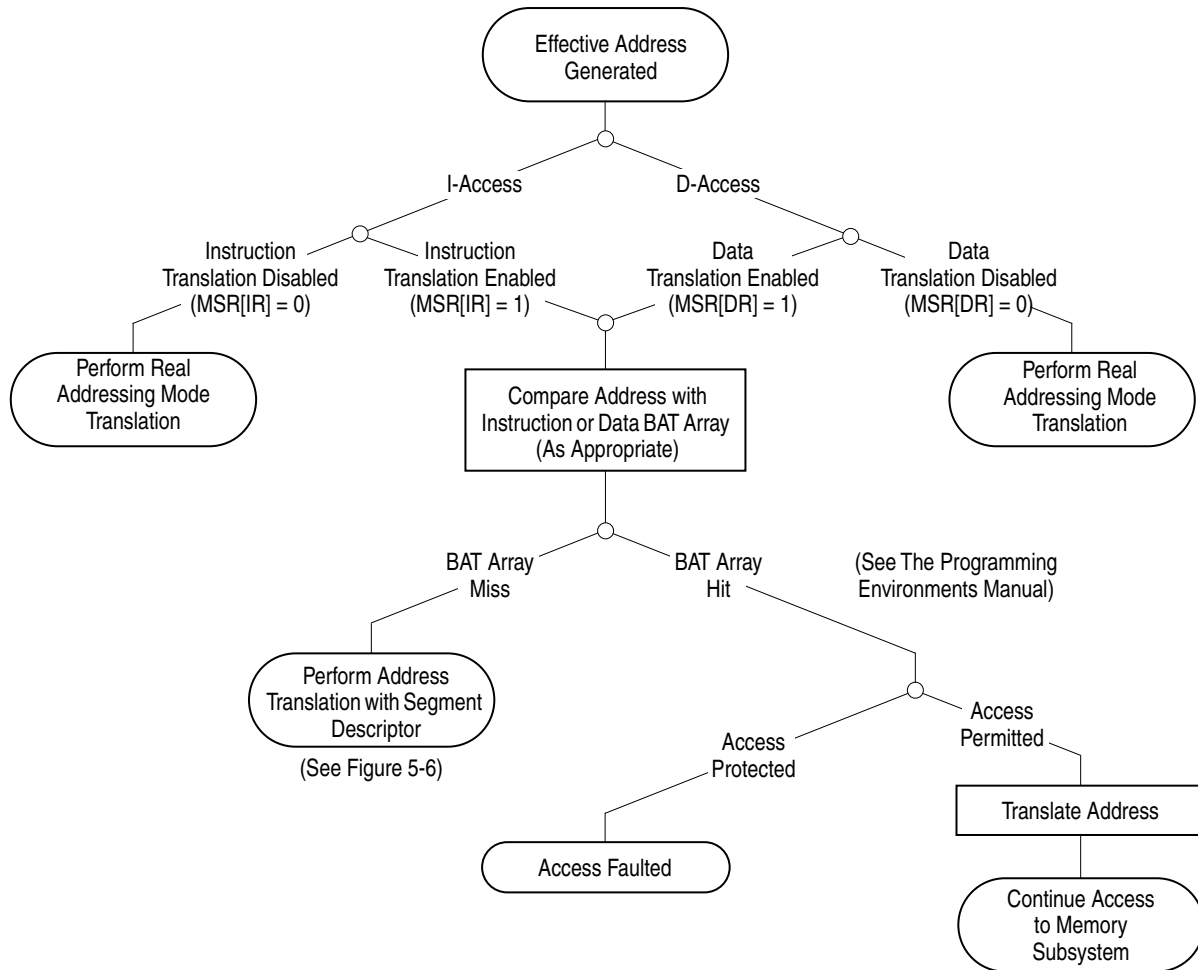 Effective Address
Generated
I-Access
D-Access
Instruction
Translation Disabled
(MSR[IR] = 0)
Instruction
Translation Enabled
(MSR[IR] = 1)
Data
Translation Enabled
(MSR[DR] = 1)
Data
Translation Disabled
(MSR[DR] = 0)
Perform Real
Addressing Mode
Translation
Compare Address with
Instruction or Data BAT Array
(As Appropriate)
Perform Real
Addressing Mode
Translation
BAT Array
Miss
BAT Array
Hit
(See The Programming
Environments Manual)
Perform Address
Translation with Segment
Descriptor
(See Figure 5-6)
Access
Protected
Access
Permitted
Access Faulted
Translate Address
Continue Access
to Memory
Subsystem